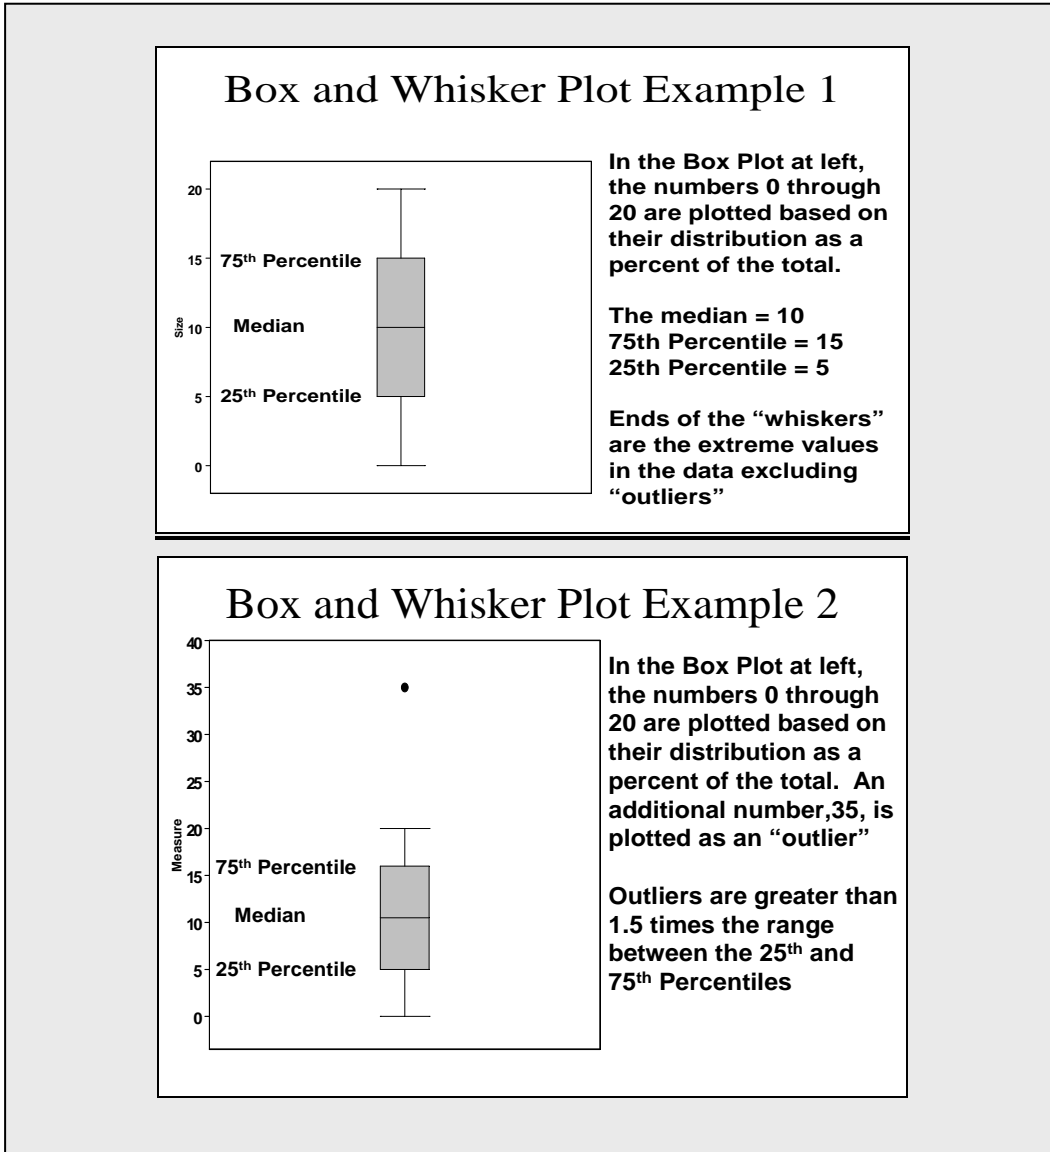 Box and Whisker Plot Example 1
20
15
10
5
0
Size
75th Percentile
Median
25th Percentile
In the Box Plot at left,
the numbers 0 through
20 are plotted based on
their distribution as a
percent of the total.
The median = 10
75th Percentile = 15
25th Percentile = 5
Ends of the “whiskers”
are the extreme values
in the data excluding
“outliers”
Box and Whisker Plot Example 2
40
35
30
25
20
15
10
5
0
Measure
75th Percentile
Median
25th Percentile
In the Box Plot at left,
the numbers 0 through
20 are plotted based on
their distribution as a
percent of the total.  An
additional number,35, is
plotted as an “outlier”
Outliers are greater than
1.5 times the range
between the 25th and
75th Percentiles